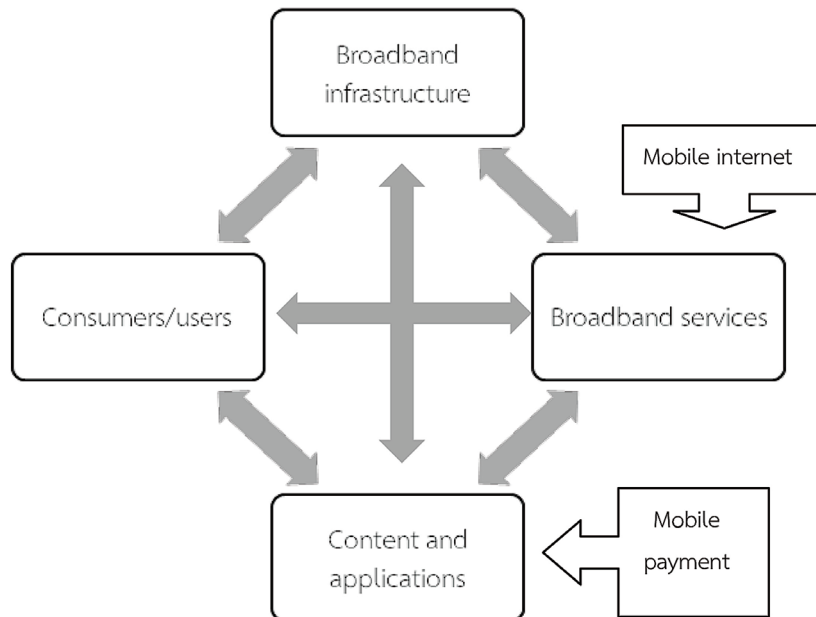 Broadband
infrastructure
Mobile internet
Consumers/users
Broadband services
Content and
applications
Mobile
payment